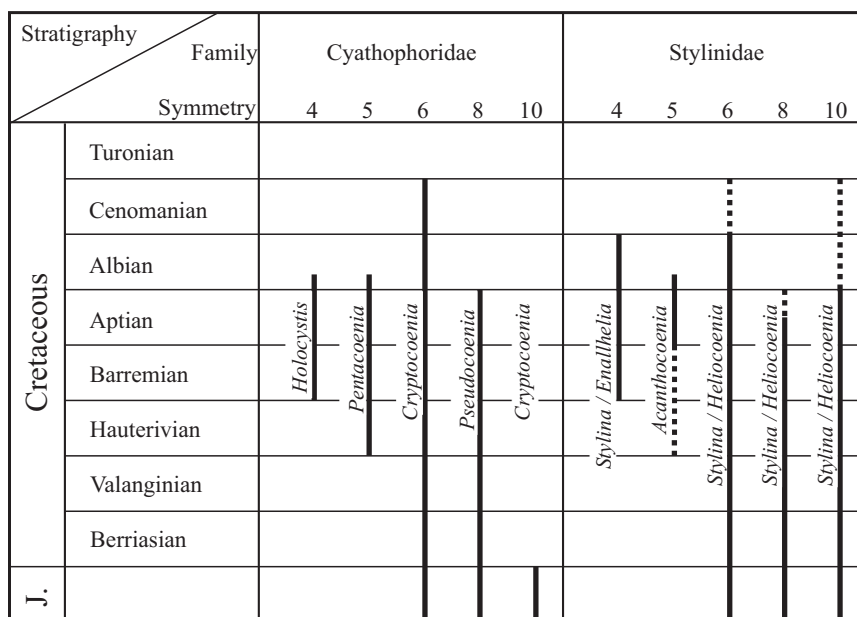 Stratigraphy
Family
Cyathophoridae
Stylinidae
Symmetry
4 5 6 8 10 4 5 6 8 10
Cretaceous
Turonian
Cenomanian
Albian
Aptian
Barremian
Hauterivian
Valanginian
Berriasian
J.
Holocystis
Pentacoenia
Cryptocoenia
Pseudocoenia
Cryptocoenia
Stylina / Enallhelia
Acanthocoenia
Stylina / Heliocoenia
Stylina / Heliocoenia
Stylina / Heliocoenia